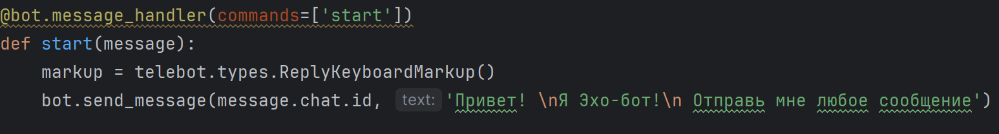 @bot.message_handler(commands=['start'])
def start(message):
    markup = telebot.types.ReplyKeyboardMarkup()
    bot.send_message(message.chat.id, text: 'Привет! \nЯ Эхо-бот!\n Отправь мне любое сообщение')